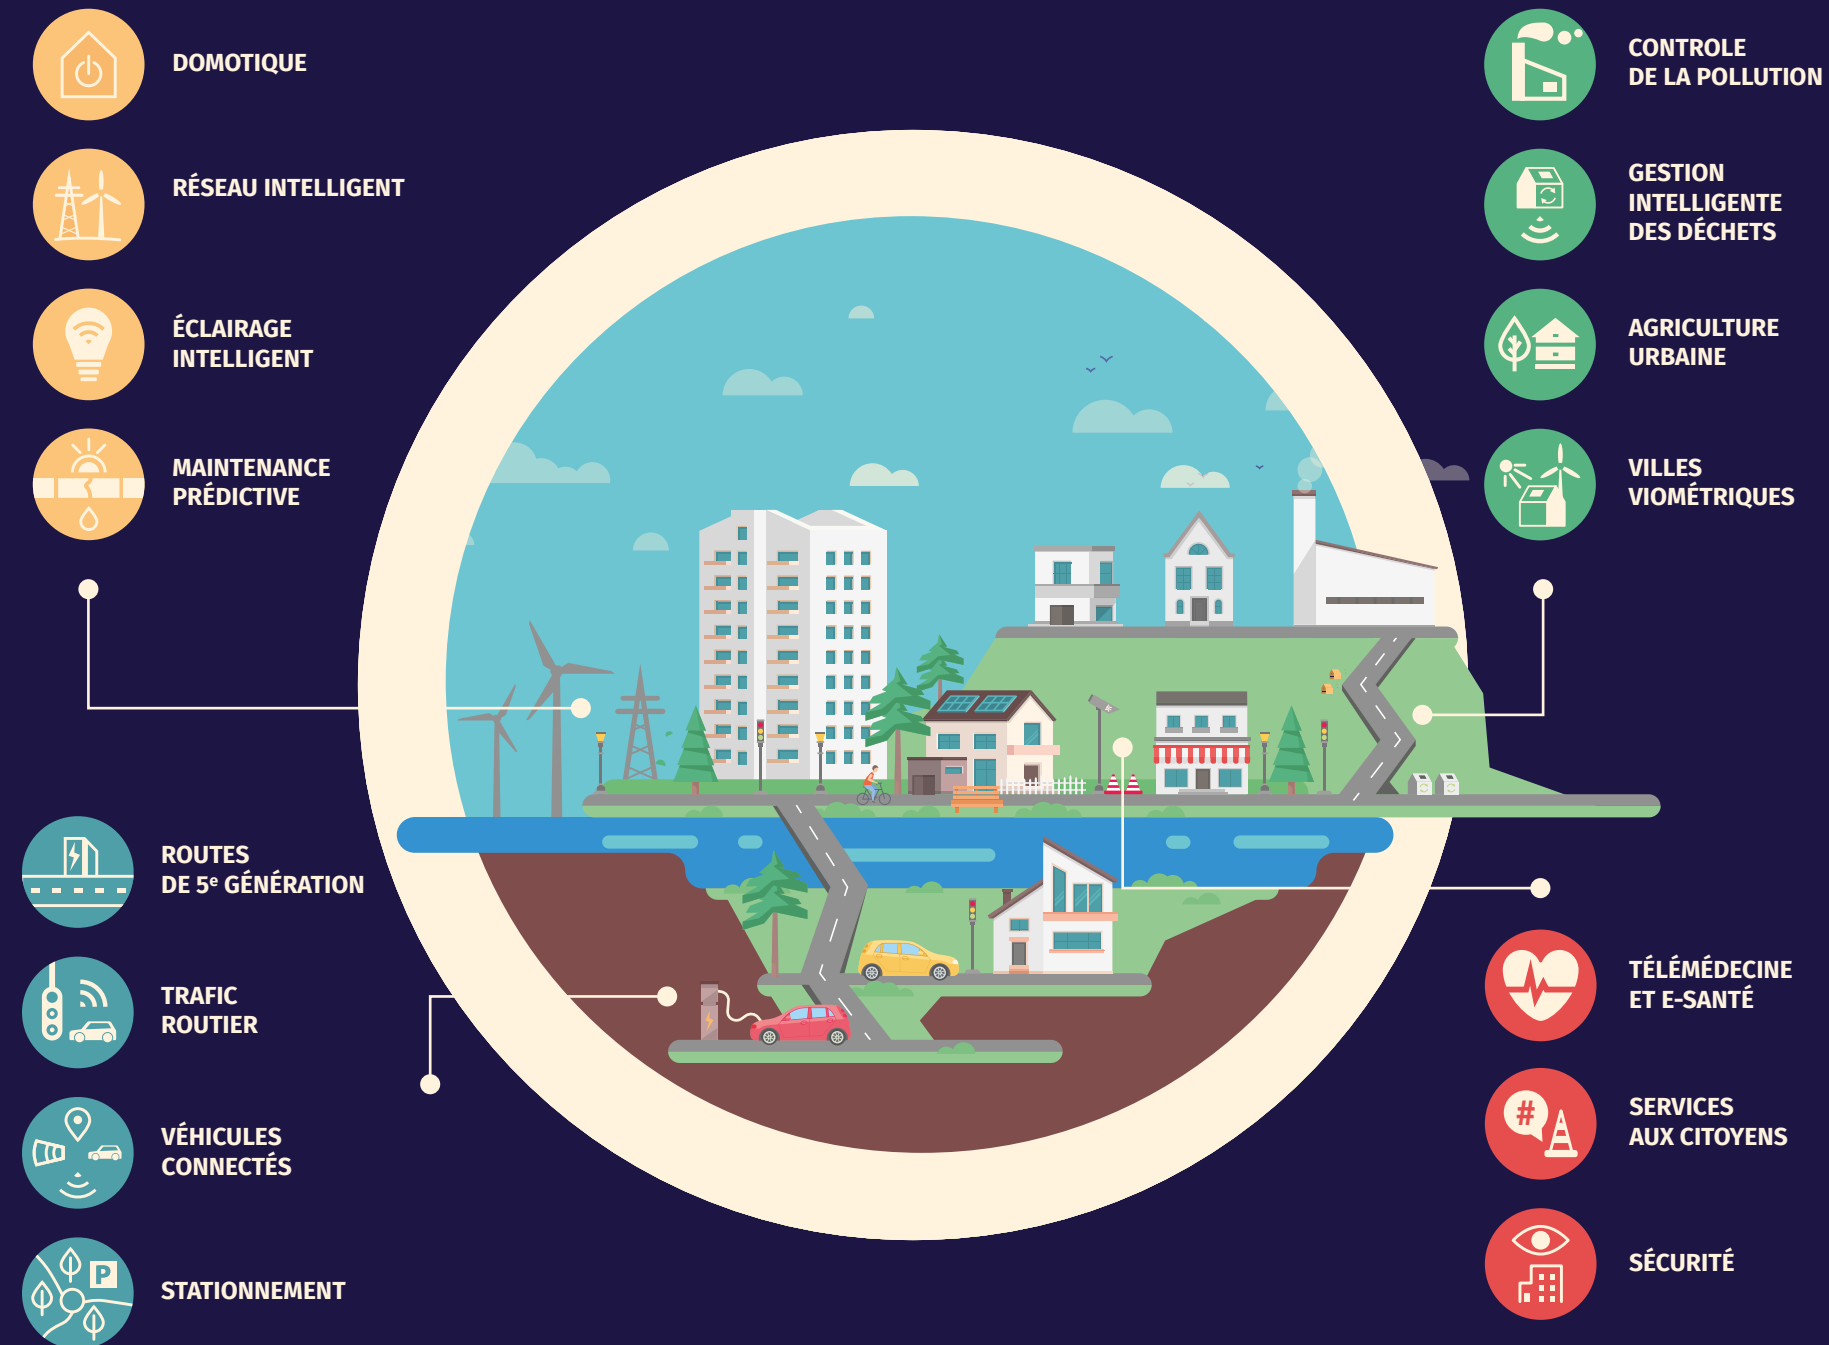 DOMOTIQUE
RÉSEAU INTELLIGENT
ÉCLAIRAGE
INTELLIGENT
MAINTENANCE
PRÉDICTIVE
ROUTES
DE 5e GÉNÉRATION
TRAFIC
ROUTIER
VÉHICULES
CONNECTÉS
P
STATIONNEMENT
CONTROLE
DE LA POLLUTION
GESTION
INTELLIGENTE
DES DÉCHETS
AGRICULTURE
URBAINE
VILLES
VIOMÉTRIQUES
TÉLÉMÉDECINE
ET E-SANTÉ
#
SERVICES
AUX CITOYENS
SÉCURITÉ